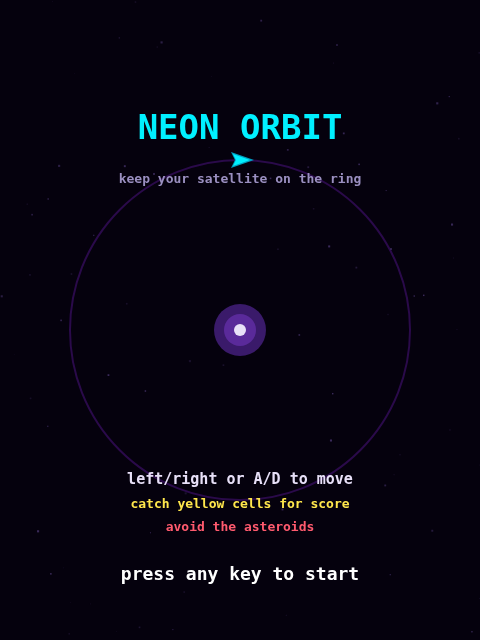 NEON ORBIT
keep your satellite on the ring
left/right or A/D to move
catch yellow cells for score
avoid the asteroids
press any key to start